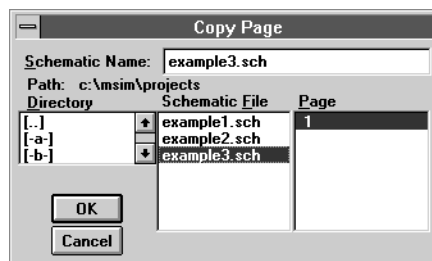 Copy Page
Schematic Name: example3.sch
Path: c:\msim\projects
Directory Schematic File Page
[..] example1.sch 1
[-a-] example2.sch
[-b-] example3.sch
OK
Cancel